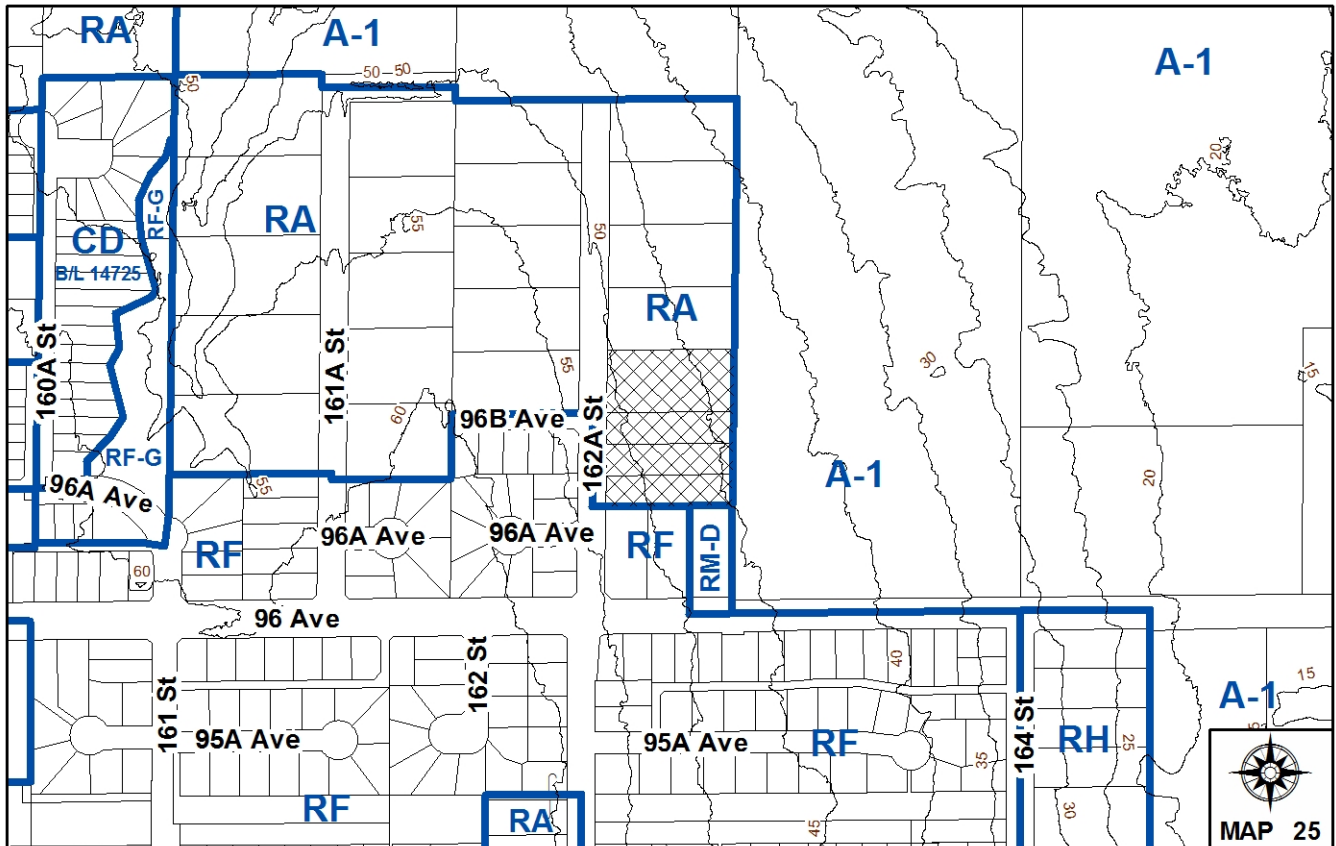 RA
A-1
A-1
50
50
50
20
RF-G
RA
55
CD
B/L 14725
50
RA
160A St
161A St
55
30
15
60
96B Ave
162A St
RF-G
96A Ave
55
A-1
20
96A Ave
96A Ave
RF
RF
RM-D
60
96 Ave
162 St
40
161 St
95A Ave
95A Ave
RF
35
164 St
RH
25
A-1
15
RF
RA
45
30
MAP 25